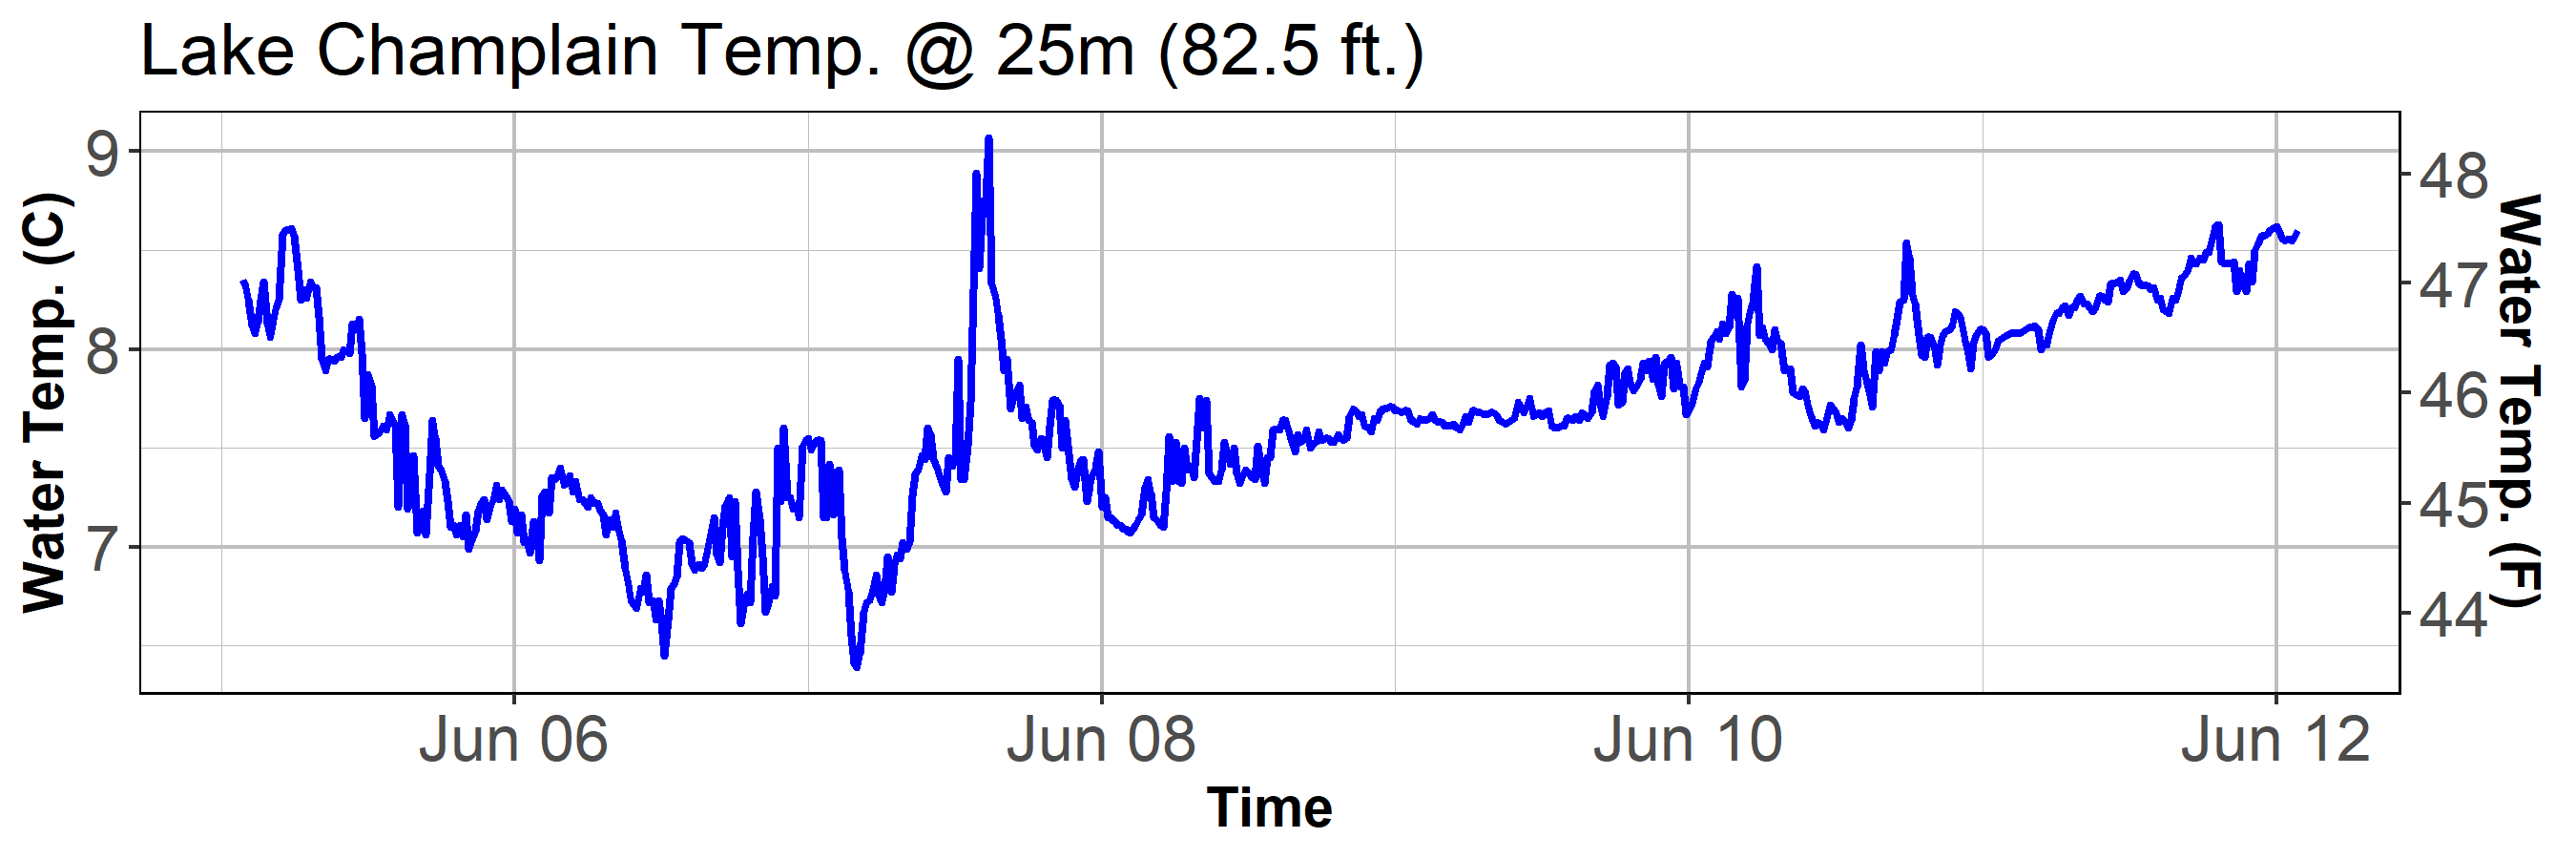 Lake Champlain Temp. @ 25m (82.5 ft.)
Water Temp. (C)
9
8
7
48
47
46
45
44
Water Temp. (F)
Jun 06 Jun 08 Jun 10 Jun 12
Time